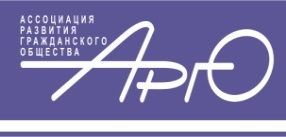 АССОЦИАЦИЯ
РАЗВИТИЯ
ГРАЖДАНСКОГО
ОБЩЕСТВА
АРГО